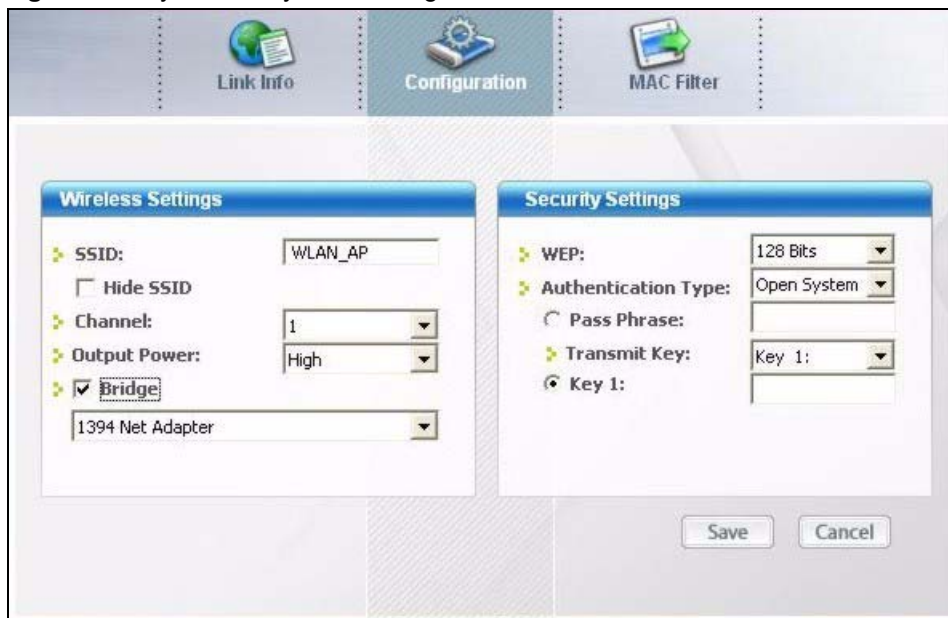 Link Info
Configuration
MAC Filter
Wireless Settings
SSID:
WLAN_AP
Hide SSID
Channel:
1
Output Power:
High
Bridge
1394 Net Adapter
Security Settings
WEP:
128 Bits
Authentication Type:
Open System
Pass Phrase:
Transmit Key:
Key 1:
Key 1:
Save
Cancel